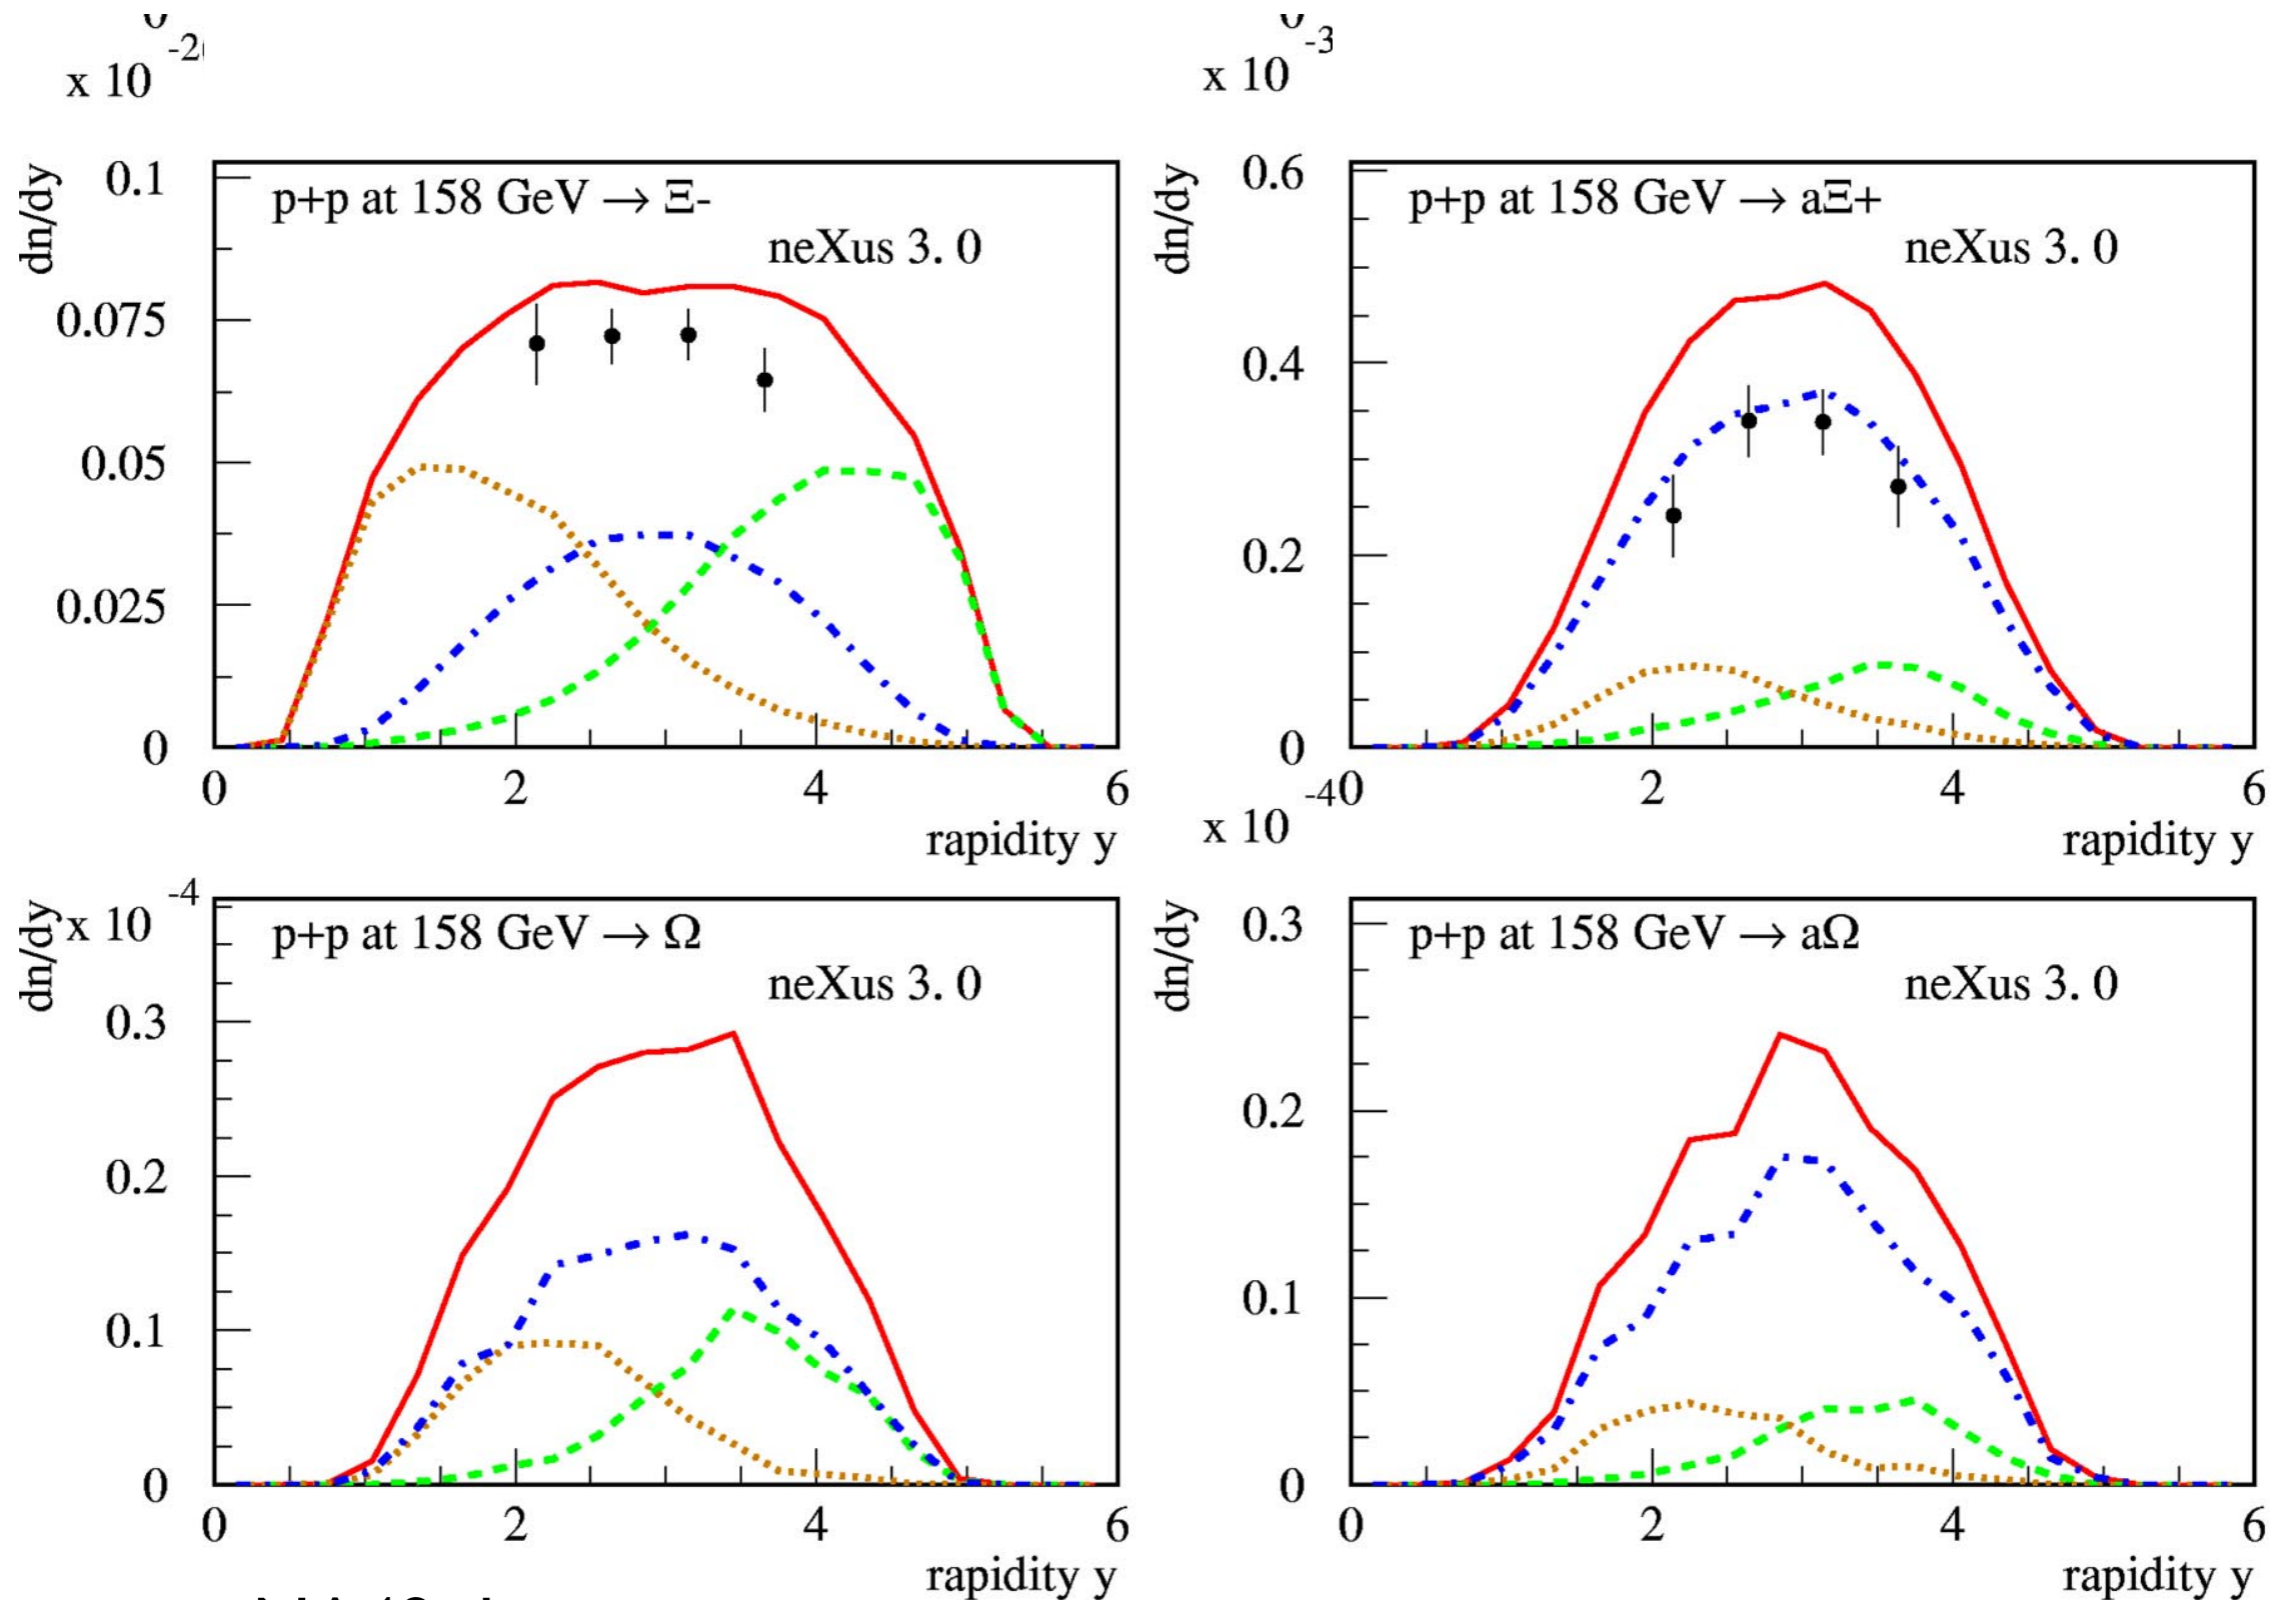 x 10 -2
x 10 -3
dn/dy
0.1
0.075
0.05
0.025
0
p+p at 158 GeV → Ξ-
neXus 3. 0
0 2 4 6
rapidity y
dn/dy
0.6
0.4
0.2
0
p+p at 158 GeV → aΞ+
neXus 3. 0
0 2 4 6
rapidity y
x 10 -4
dn/dy
0.3
0.2
0.1
0
p+p at 158 GeV → Ω
neXus 3. 0
0 2 4 6
rapidity y
x 10 -4
dn/dy
0.3
0.2
0.1
0
p+p at 158 GeV → aΩ
neXus 3. 0
0 2 4 6
rapidity y